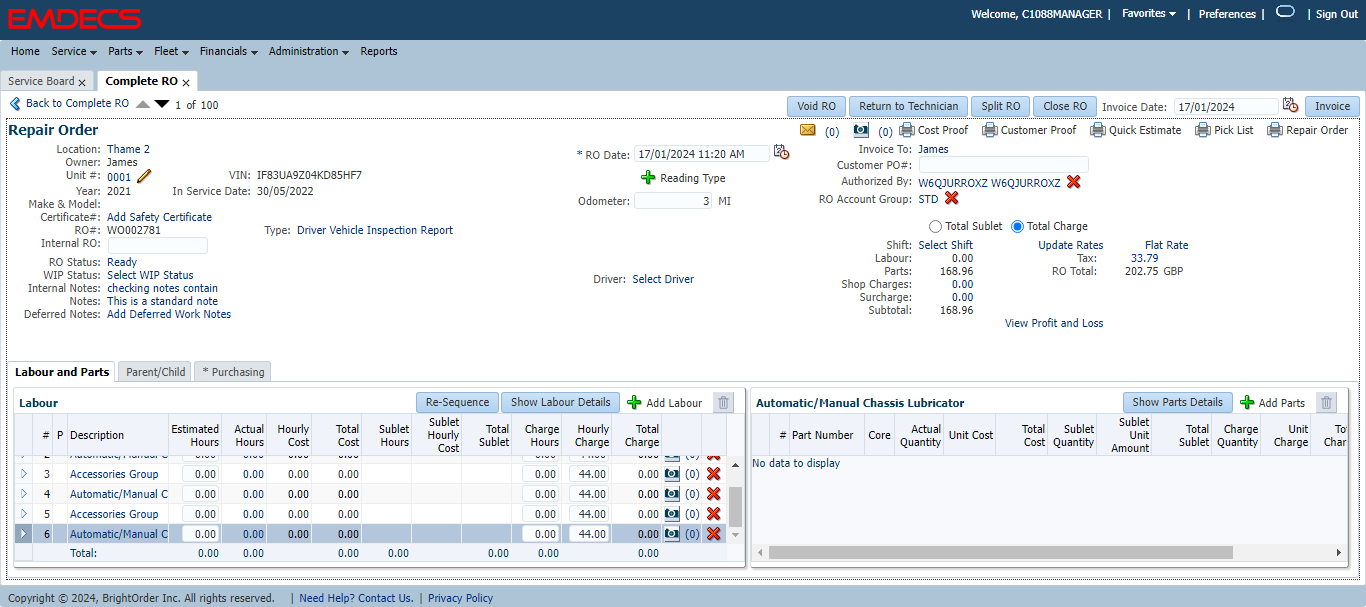 EMDECS
Welcome, C1088MANAGER | Favorites | Preferences | | Sign Out
Home Service Parts Fleet Financials Administration Reports
Service Board x Complete RO x
Back to Complete RO 1 of 100
Void RO Return to Technician Split RO Close RO Invoice Date: 17/01/2024 Invoice
Repair Order
(0) (0) Cost Proof Customer Proof Quick Estimate Pick List Repair Order
Location: Thame 2 * RO Date: 17/01/2024 11:20 AM Invoice To: James
Owner: James Customer PO#:
Unit #: 0001 VIN: IF83UA9Z04KD85HF7 Reading Type Authorized By: W6QJURROXZ W6QJURROXZ
Year: 2021 In Service Date: 30/05/2022 Odometer: 3 MI RO Account Group: STD
Make & Model:
Certificate#: Add Safety Certificate
RO#: WO002781 Type: Driver Vehicle Inspection Report Total Sublet Total Charge
Internal RO: Shift: Select Shift Update Rates Flat Rate
Labour: 0.00 Tax: 33.79
RO Status: Ready Parts: 168.96 RO Total: 202.75 GBP
WIP Status: Select WIP Status Driver: Select Driver
Internal Notes: checking notes contain Shop Charges: 0.00
Notes: This is a standard note Surcharge: 0.00
Deferred Notes: Add Deferred Work Notes Subtotal: 168.96
View Profit and Loss
Labour and Parts Parent/Child * Purchasing
Labour Re-Sequence Show Labour Details Add Labour
# P Description Estimated Hours Actual Hours Hourly Cost Total Cost Sublet Hours Sublet Hourly Cost Total Sublet Charge Hours Hourly Charge Total Charge
3 Accessories Group 0.00 0.00 0.00 0.00 0.00 44.00 0.00 (0)
4 Automatic/Manual C 0.00 0.00 0.00 0.00 0.00 44.00 0.00 (0)
5 Accessories Group 0.00 0.00 0.00 0.00 0.00 44.00 0.00 (0)
6 Automatic/Manual C 0.00 0.00 0.00 0.00 0.00 44.00 0.00 (0)
Total: 0.00 0.00 0.00 0.00 0.00 0.00 0.00
Automatic/Manual Chassis Lubricator Show Parts Details Add Parts
# Part Number Core Actual Quantity Unit Cost Total Cost Sublet Quantity Sublet Unit Amount Total Sublet Charge Quantity Unit Charge
No data to display
Copyright © 2024, BrightOrder Inc. All rights reserved. | Need Help? Contact Us. | Privacy Policy